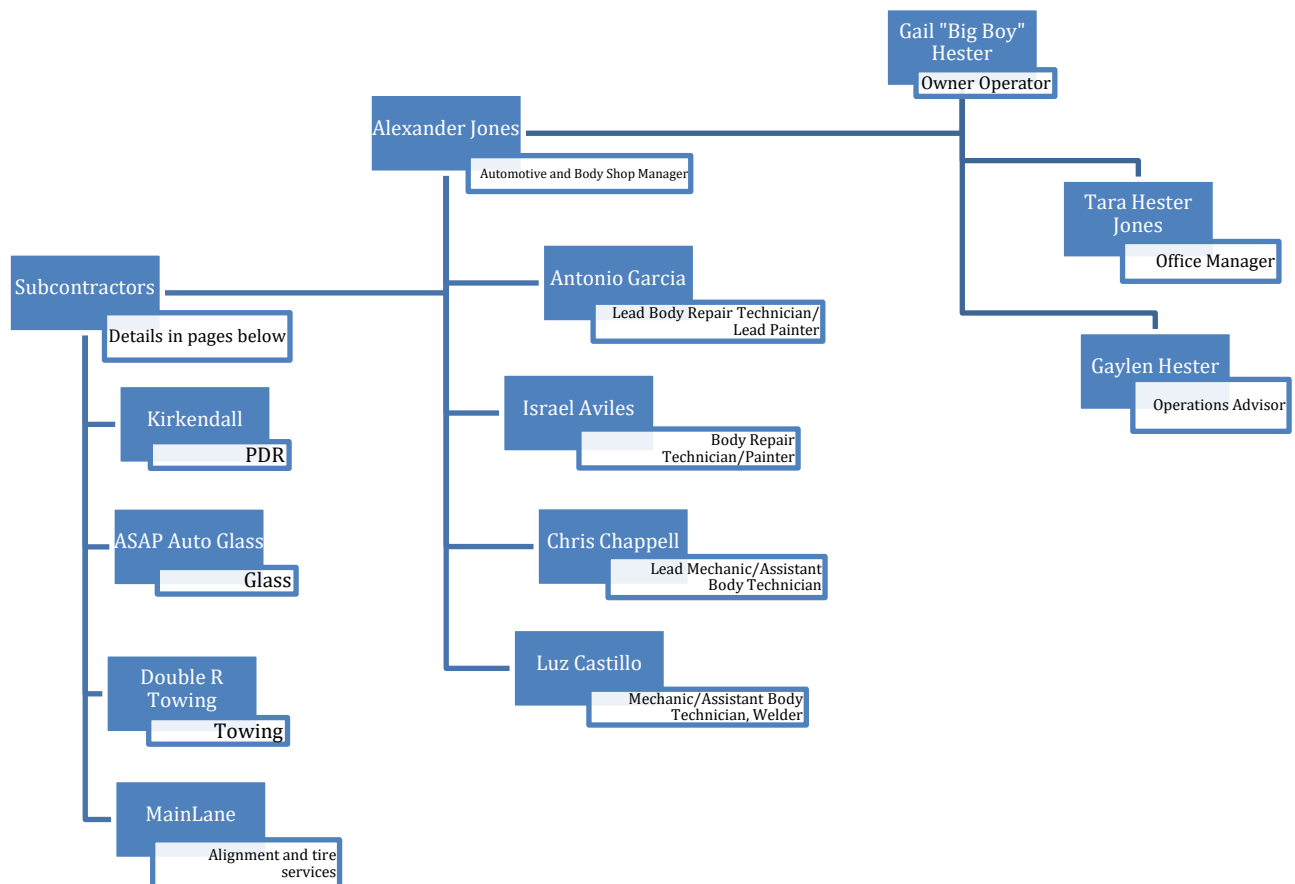 Gail "Big Boy"
Hester
Owner Operator
Alexander Jones
Automotive and Body Shop Manager
Tara Hester
Jones
Office Manager
Subcontractors
Details in pages below
Antonio Garcia
Lead Body Repair Technician/
Lead Painter
Gaylen Hester
Operations Advisor
Kirkendall
PDR
Israel Aviles
Body Repair
Technician/Painter
ASAP Auto Glass
Glass
Chris Chappell
Lead Mechanic/Assistant
Body Technician
Double R
Towing
Towing
Luz Castillo
Mechanic/Assistant Body
Technician, Welder
MainLane
Alignment and tire
services